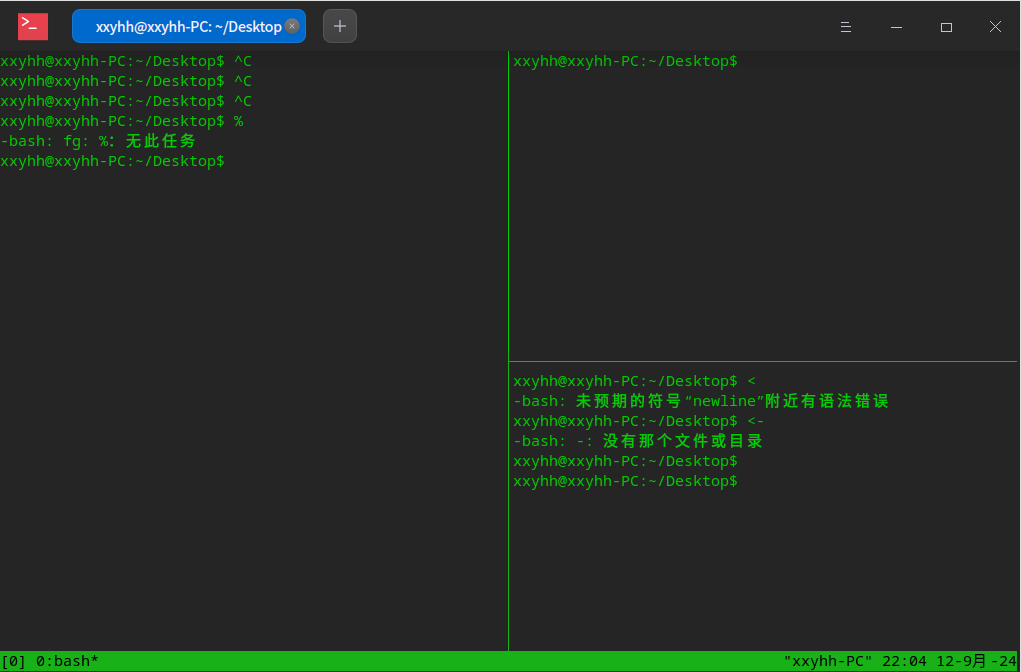 >_ xxyhh@xxyhh-PC: ~/Desktop
xxyhh@xxyhh-PC:~/Desktop$ ^C
xxyhh@xxyhh-PC:~/Desktop$ ^C
xxyhh@xxyhh-PC:~/Desktop$ ^C
xxyhh@xxyhh-PC:~/Desktop$ %
-bash: fg: %: 无此任务
xxyhh@xxyhh-PC:~/Desktop$
xxyhh@xxyhh-PC:~/Desktop$
xxyhh@xxyhh-PC:~/Desktop$ <
-bash: 未预期的符号“newline”附近有语法错误
xxyhh@xxyhh-PC:~/Desktop$ <-
-bash: -: 没有那个文件或目录
xxyhh@xxyhh-PC:~/Desktop$
xxyhh@xxyhh-PC:~/Desktop$
[0] 0:bash* "xxyhh-PC" 22:04 12-9月-24